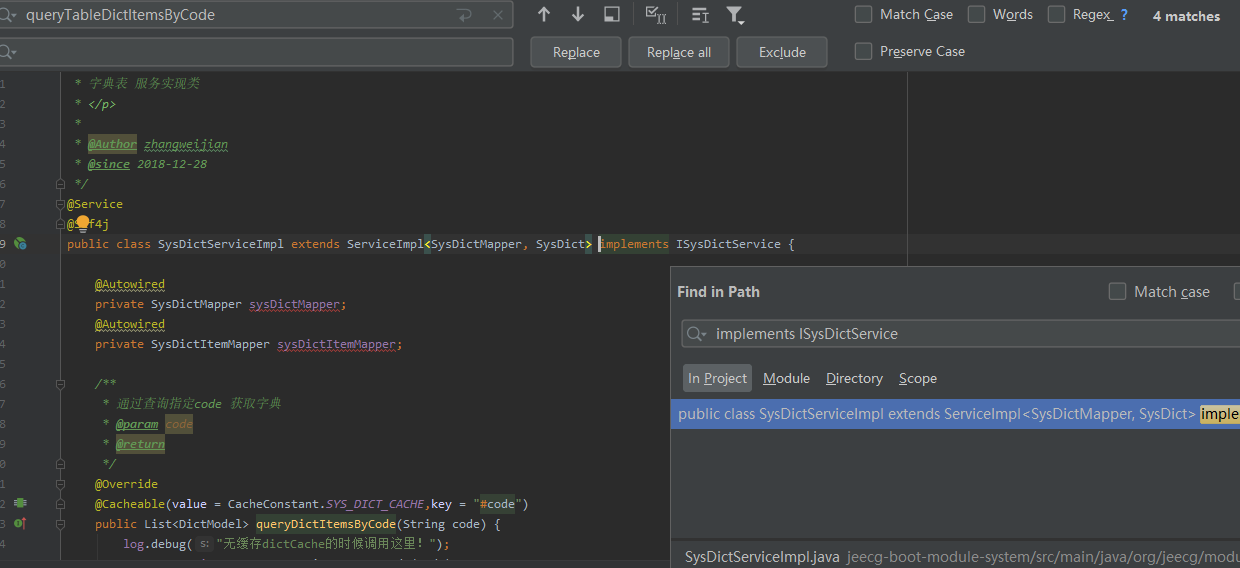 queryTableDictItemsByCode
Match Case Words Regex ? 4 matches
Replace Replace all Exclude Preserve Case
1 * 字典表 服务实现类
2 * </p>
3 *
4 * @Author zhangweijian
5 * @since 2018-12-28
6 */
7 @Service
8 @Slf4j
9 public class SysDictServiceImpl extends ServiceImpl<SysDictMapper, SysDict> implements ISysDictService {
0
1 @Autowired
2 private SysDictMapper sysDictMapper;
3 @Autowired
4 private SysDictItemMapper sysDictItemMapper;
5
6 /**
7 * 通过查询指定code 获取字典
8 * @param code
9 * @return
0 */
1 @Override
2 @Cacheable(value = CacheConstant.SYS_DICT_CACHE,key = "#code")
3 public List<DictModel> queryDictItemsByCode(String code) {
4 log.debug( s: "无缓存dictCache的时候调用这里！");
Find in Path Match case
implements ISysDictService
In Project Module Directory Scope
public class SysDictServiceImpl extends ServiceImpl<SysDictMapper, SysDict> imple
SysDictServiceImpl.java jeecg-boot-module-system/src/main/java/org/jeecg/modu